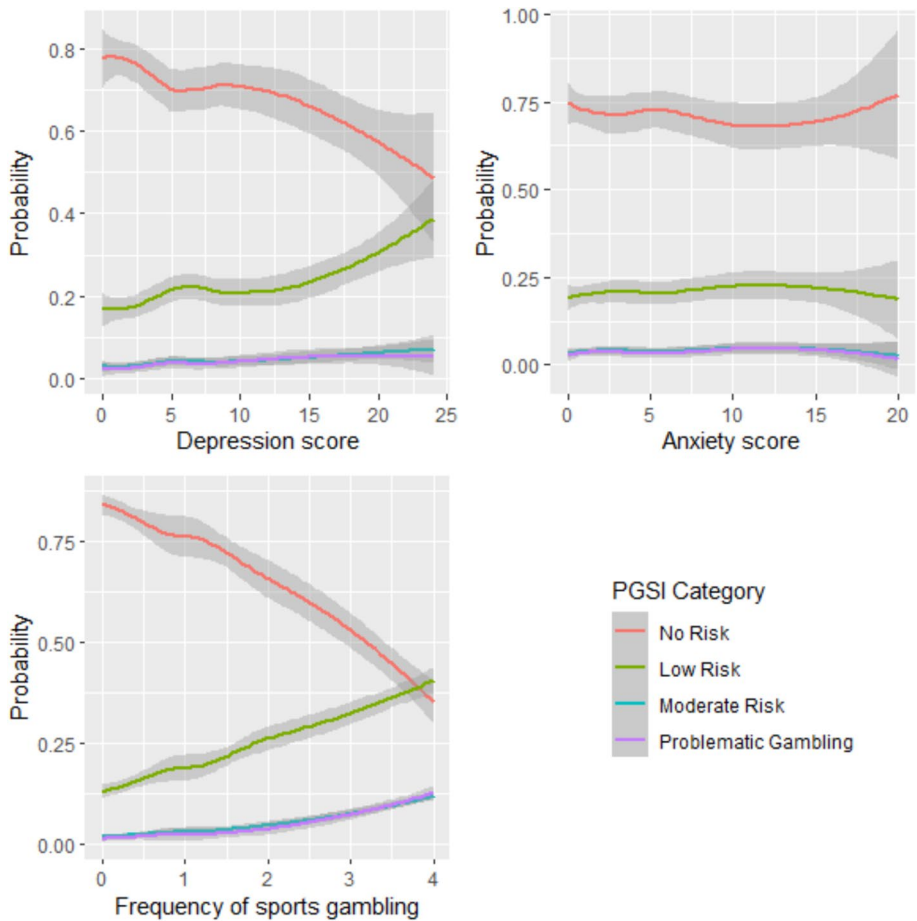 Probability
0.8
0.6
0.4
0.2
0.0
0 5 10 15 20 25
Depression score
Probability
1.00
0.75
0.50
0.25
0.00
0 5 10 15 20
Anxiety score
Probability
0.75
0.50
0.25
0.00
0 1 2 3 4
Frequency of sports gambling
PGSI Category
No Risk
Low Risk
Moderate Risk
Problematic Gambling